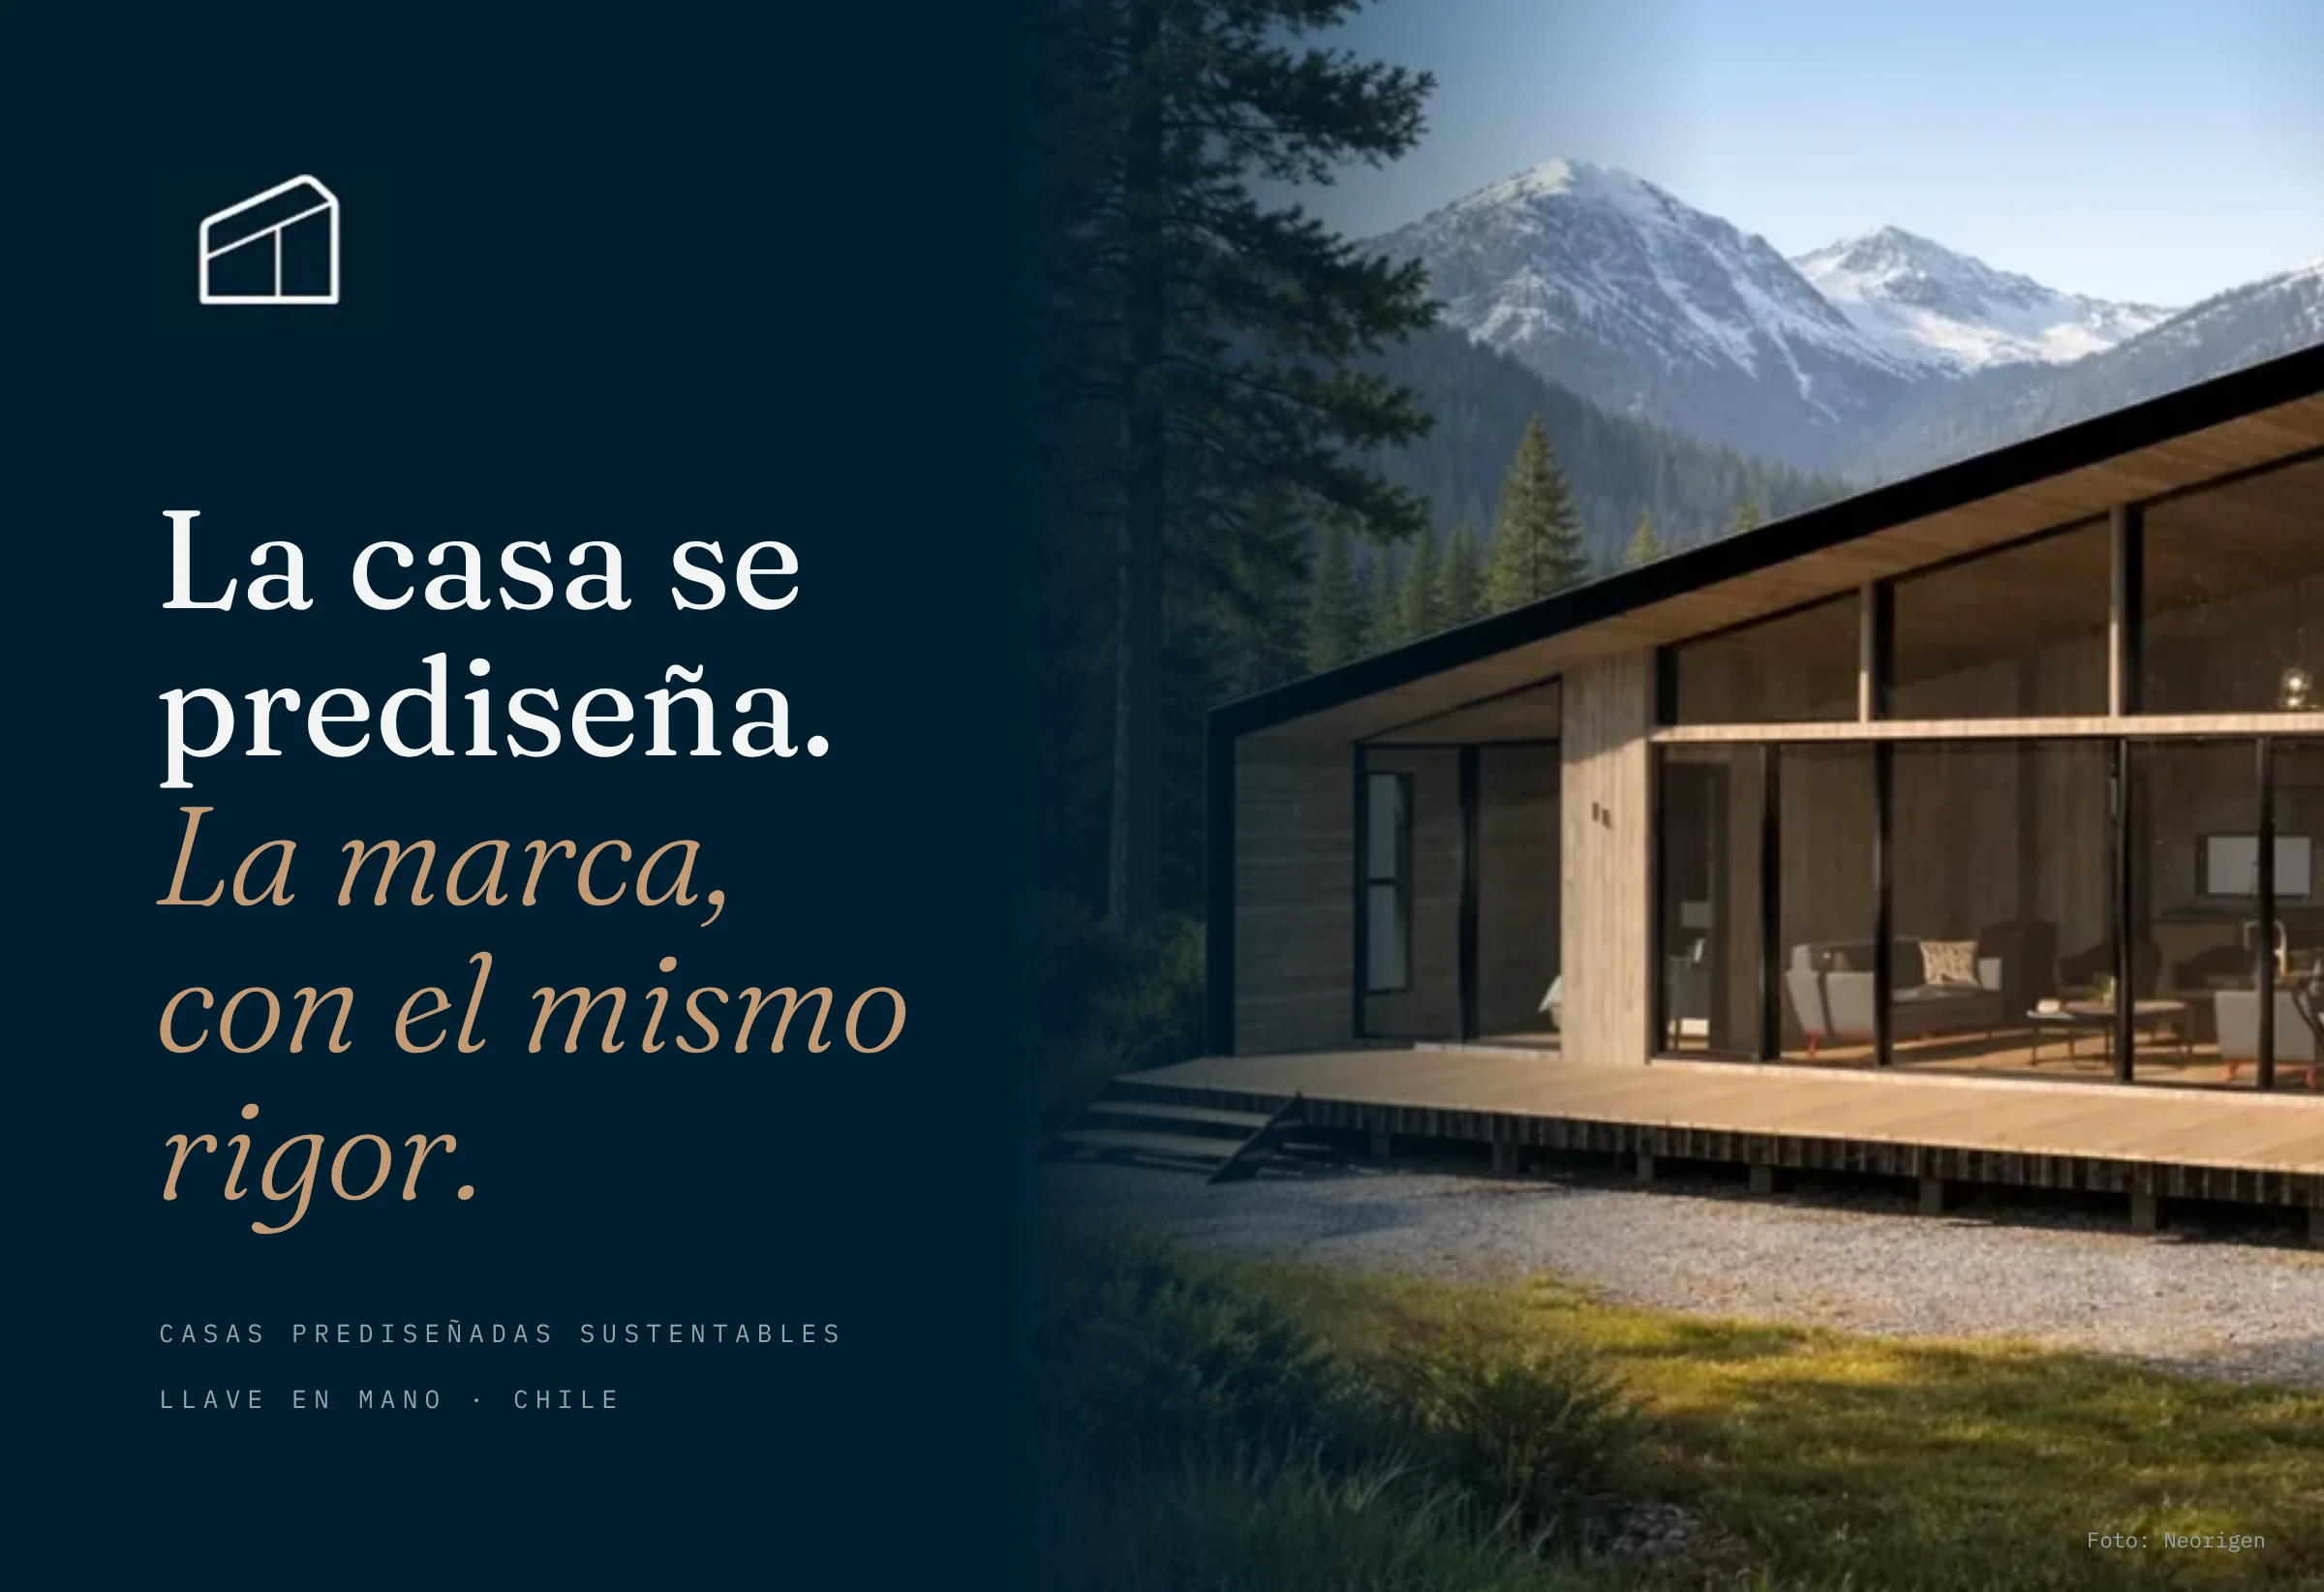 La casa se
prediseña.
La marca,
con el mismo
rigor.
CASAS PREDISEÑADAS SUSTENTABLES
LLAVE EN MANO · CHILE
Foto: Neorigen